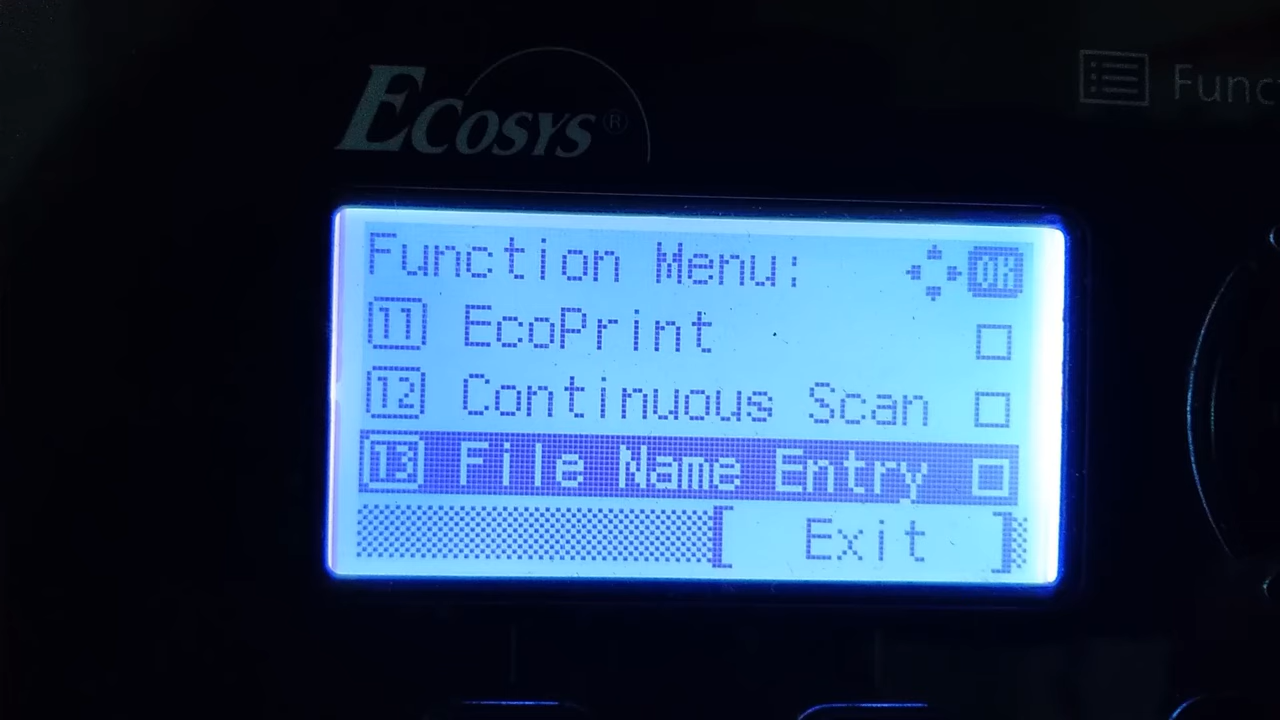 ECOSYS®
Func
Function Menu: OK
11 EcoPrint
12 Continuous Scan
13 File Name Entry
[ Exit ]